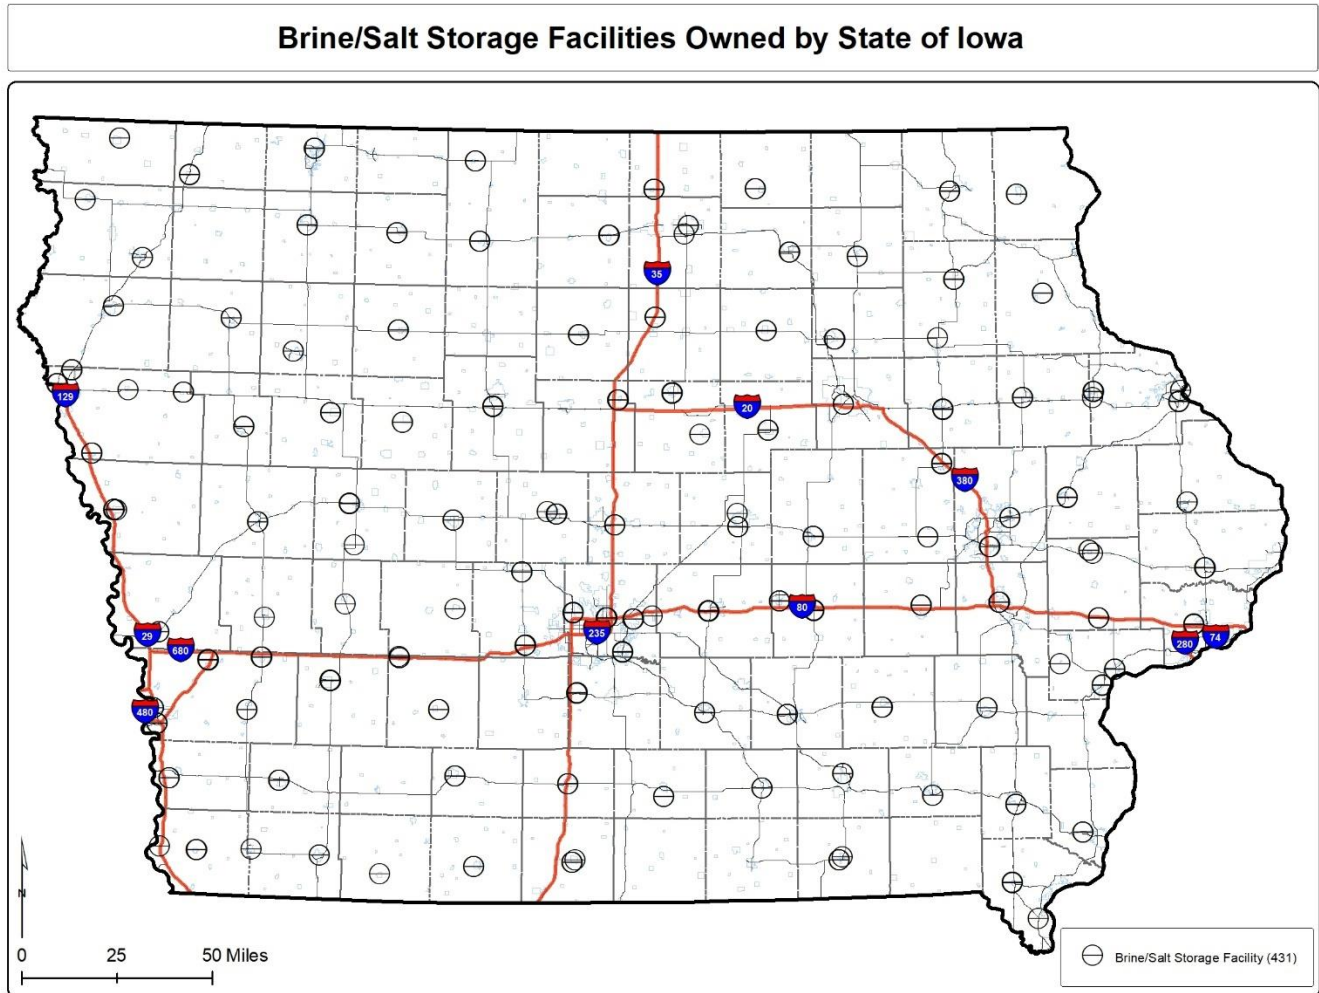 Brine/Salt Storage Facilities Owned by State of Iowa
35
129
20
380
29
680
235
80
280
74
480
N
0 25 50 Miles
Brine/Salt Storage Facility (431)